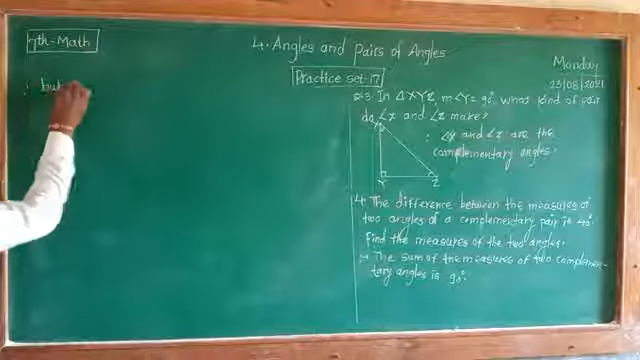 7th-Math
4. Angles and Pairs of Angles
Practice set-17
Monday
23/08/2021
∴ but
3. In ΔXYZ, m∠Y = 90°. What kind of pair
do ∠x and ∠z make?
∴ ∠x and ∠z are the
complementary angles.
X
Y
Z
4. The difference between the measures of
two angles of a complementary pair is 40°.
Find the measures of the two angles.
→ The sum of the measures of two complemen-
tary angles is 90°.